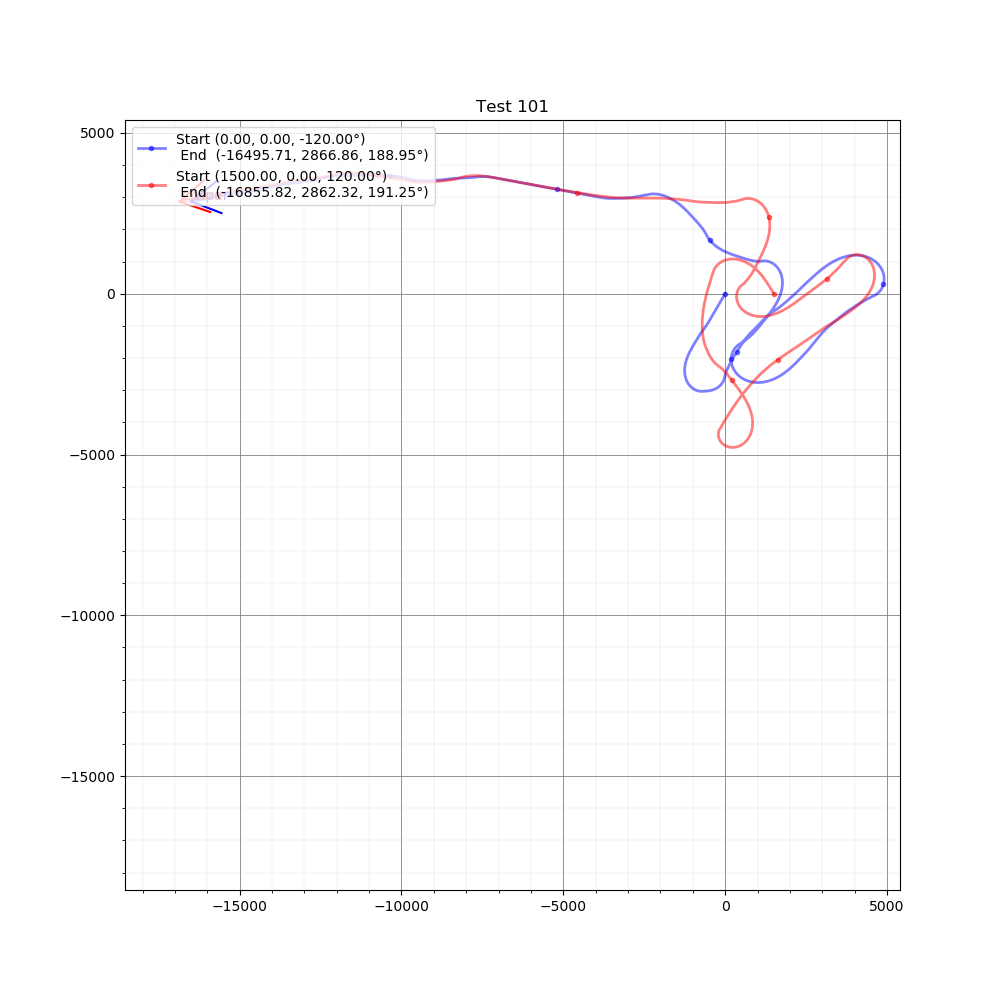 Test 101
Start (0.00, 0.00, -120.00°)
End (-16495.71, 2866.86, 188.95°)
Start (1500.00, 0.00, 120.00°)
End (-16855.82, 2862.32, 191.25°)
5000
0
−5000
−10000
−15000
−15000 −10000 −5000 0 5000